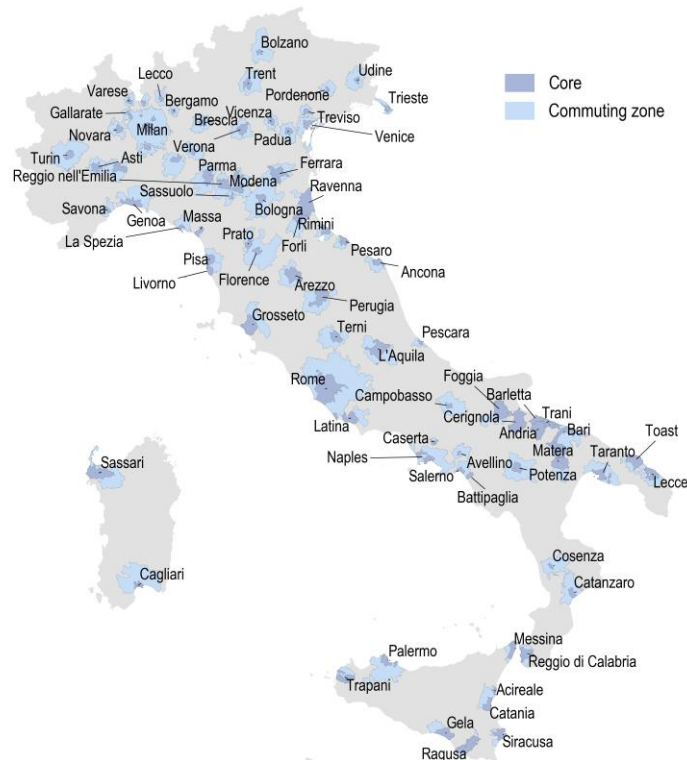 Bolzano
Lecco
Trent
Udine
Core
Varese
Pordenone
Trieste
Commuting zone
Gallarate
Bergamo
Vicenza
Treviso
Novara
Milan
Brescia
Padua
Venice
Verona
Turin
Asti
Parma
Ferrara
Reggio nell'Emilia
Modena
Ravenna
Sassuolo
Savona
Genoa
Massa
Bologna
Rimini
La Spezia
Prato
Forli
Pesaro
Pisa
Ancona
Livorno
Florence
Arezzo
Perugia
Grosseto
Terni
Pescara
L'Aquila
Rome
Foggia
Barletta
Campobasso
Trani
Latina
Cerignola
Bari
Toast
Andria
Caserta
Matera
Taranto
Sassari
Naples
Avellino
Lecce
Salerno
Potenza
Battipaglia
Cosenza
Cagliari
Catanzaro
Messina
Palermo
Reggio di Calabria
Trapani
Acireale
Catania
Gela
Siracusa
Ragusa